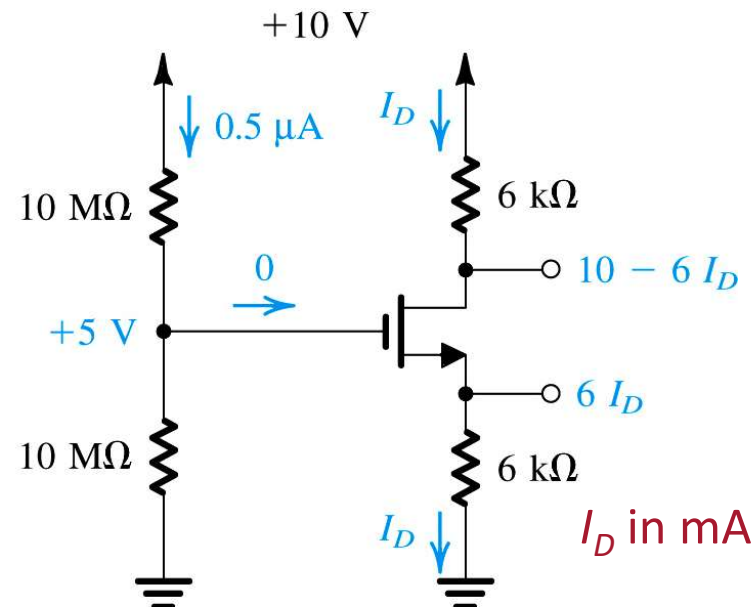 +10 V
0.5 μA
I_D
10 MΩ
6 kΩ
0
10 − 6 I_D
+5 V
6 I_D
10 MΩ
6 kΩ
I_D
I_D in mA